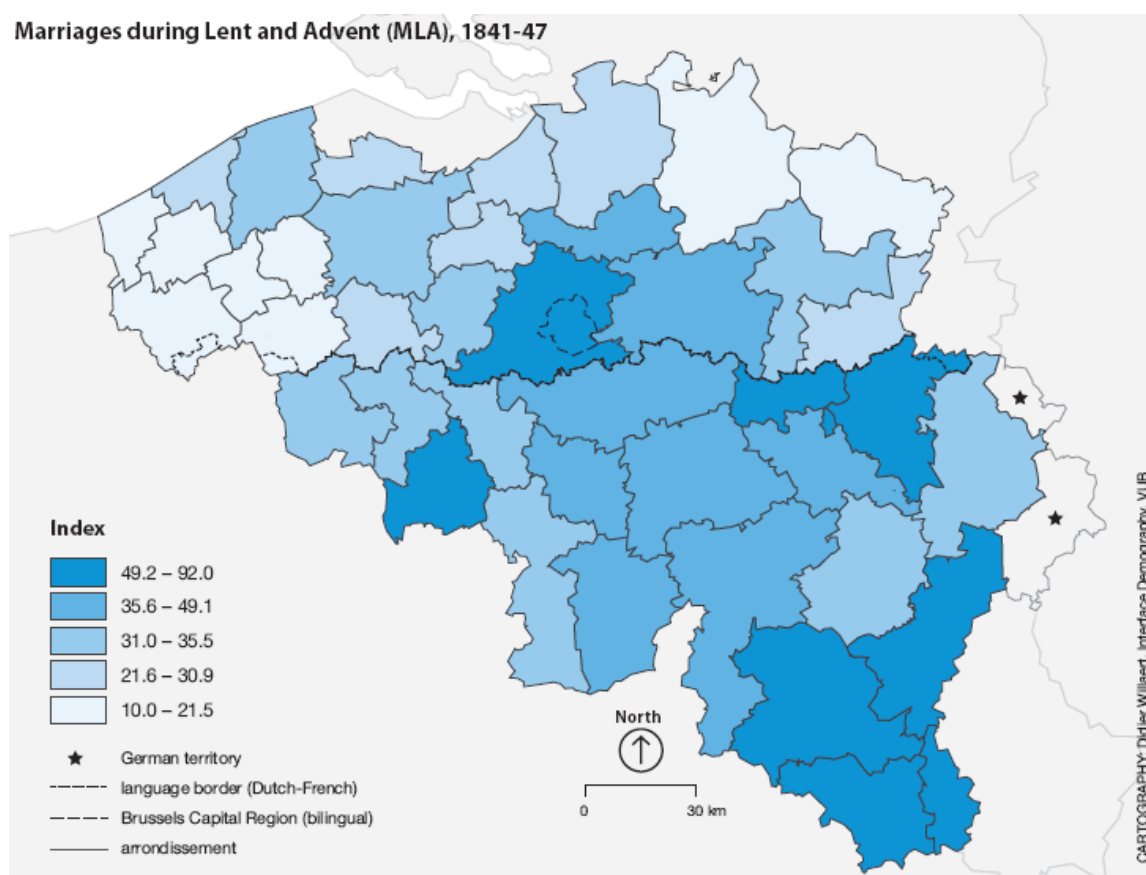 Marriages during Lent and Advent (MLA), 1841-47
Index
49.2 – 92.0
35.6 – 49.1
31.0 – 35.5
21.6 – 30.9
10.0 – 21.5
German territory
language border (Dutch-French)
Brussels Capital Region (bilingual)
arrondissement
North
0 30 km
CARTOGRAPHY: Didier Willaert, Interface Demography, VUB